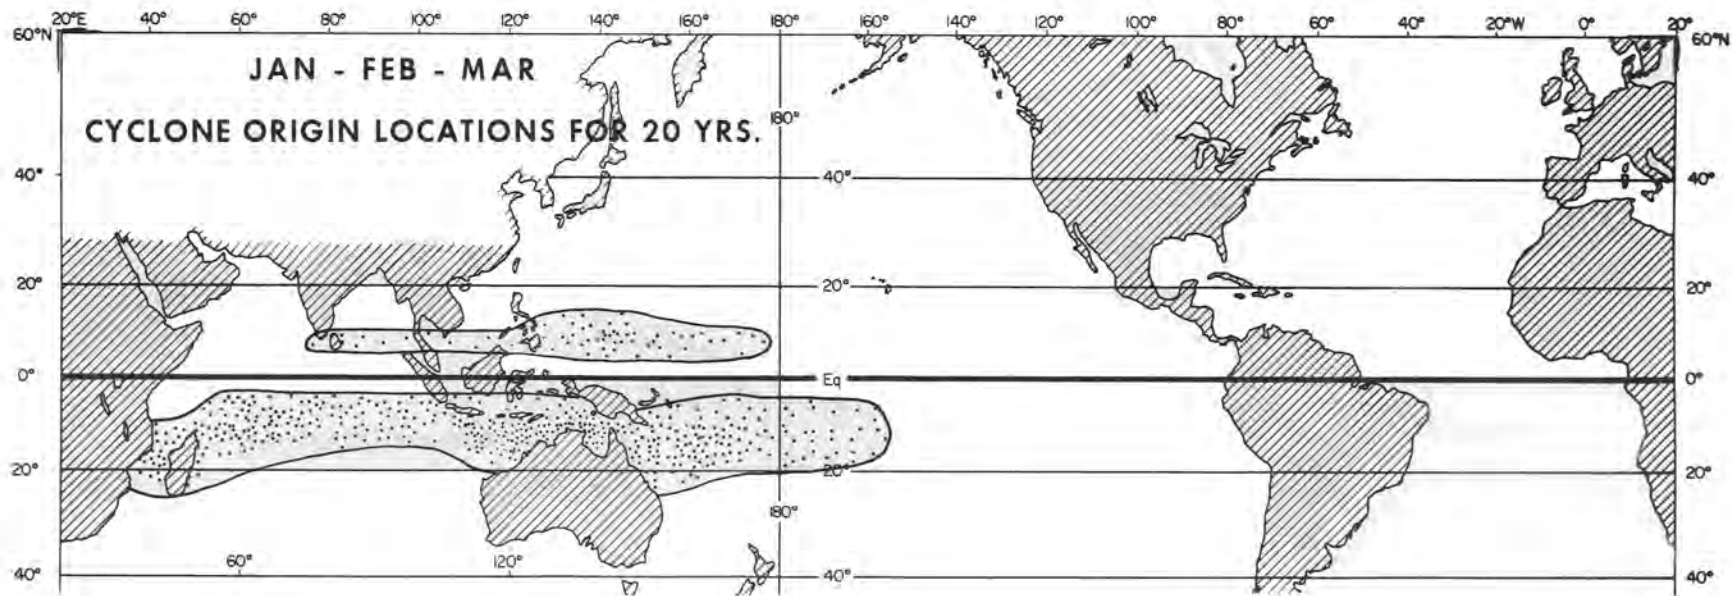 20°E 40° 60° 80° 100° 120° 140° 160° 180° 160° 140° 120° 100° 80° 60° 40° 20°W 0° 20°
60°N 60°N
JAN - FEB - MAR
CYCLONE ORIGIN LOCATIONS FOR 20 YRS.
180°
40° 40° 40°
20° 20° 20°
0° Eq 0°
20° 20° 20°
180°
60° 120°
40° 40° 40°